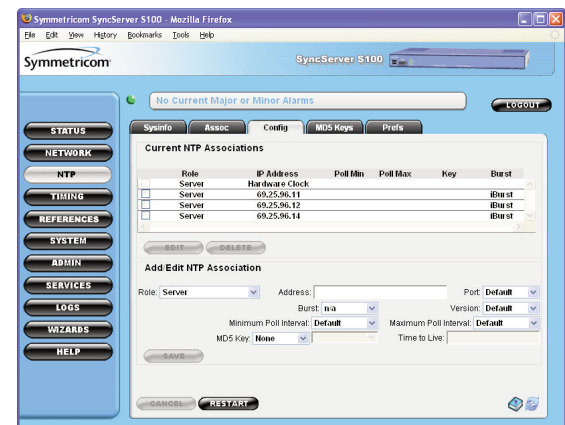 Symmetricom SyncServer S100 - Mozilla Firefox
File Edit View History Bookmarks Tools Help
Symmetricom
SyncServer S100
No Current Major or Minor Alarms
LOGOUT
Sysinfo Assoc Config MD5 Keys Prefs
STATUS
NETWORK
NTP
TIMING
REFERENCES
SYSTEM
ADMIN
SERVICES
LOGS
WIZARDS
HELP
Current NTP Associations
Role IP Address Poll Min Poll Max Key Burst
Server Hardware Clock
Server 69.25.96.11 iBurst
Server 69.25.96.12 iBurst
Server 69.25.96.14 iBurst
EDIT DELETE
Add/Edit NTP Association
Role: Server Address: Port: Default
Burst: n/a Version: Default
Minimum Poll Interval: Default Maximum Poll Interval: Default
MD5 Key: None Time to Live:
SAVE
CANCEL RESTART